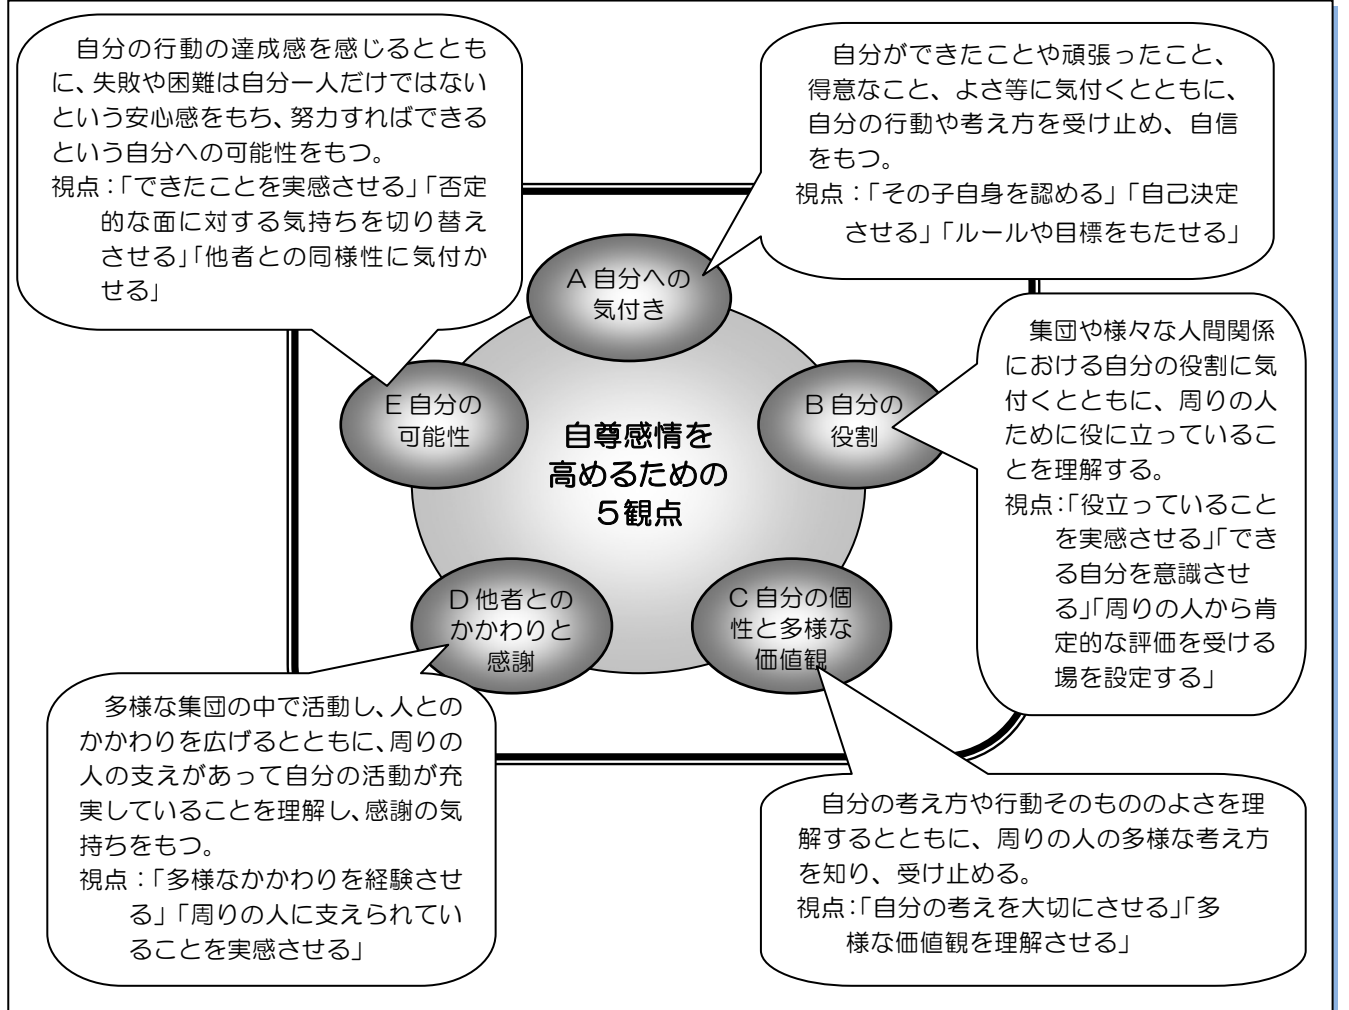 自分の行動の達成感を感じるととも
に、失敗や困難は自分一人だけではない
という安心感をもち、努力すればできる
という自分への可能性をもつ。
視点：「できたことを実感させる」「否定
的な面に対する気持ちを切り替え
させる」「他者との同様性に気付か
せる」
自分ができたことや頑張ったこと、
得意なこと、よさ等に気付くとともに、
自分の行動や考え方を受け止め、自信
をもつ。
視点：「その子自身を認める」「自己決定
させる」「ルールや目標をもたせる」
A 自分への
気付き
集団や様々な人間関係
における自分の役割に気
付くとともに、周りの人
ために役に立っているこ
とを理解する。
視点：「役立っていること
を実感させる」「でき
る自分を意識させ
る」「周りの人から肯
定的な評価を受ける
場を設定する」
E 自分の
可能性
B 自分の
役割
自尊感情を
高めるための
５観点
D 他者との
かかわりと
感謝
C 自分の個
性と多様な
価値観
多様な集団の中で活動し、人との
かかわりを広げるとともに、周りの
人の支えがあって自分の活動が充
実していることを理解し、感謝の気
持ちをもつ。
視点：「多様なかかわりを経験させ
る」「周りの人に支えられてい
ることを実感させる」
自分の考え方や行動そのもののよさを理
解するとともに、周りの人の多様な考え方
を知り、受け止める。
視点：「自分の考えを大切にさせる」「多
様な価値観を理解させる」